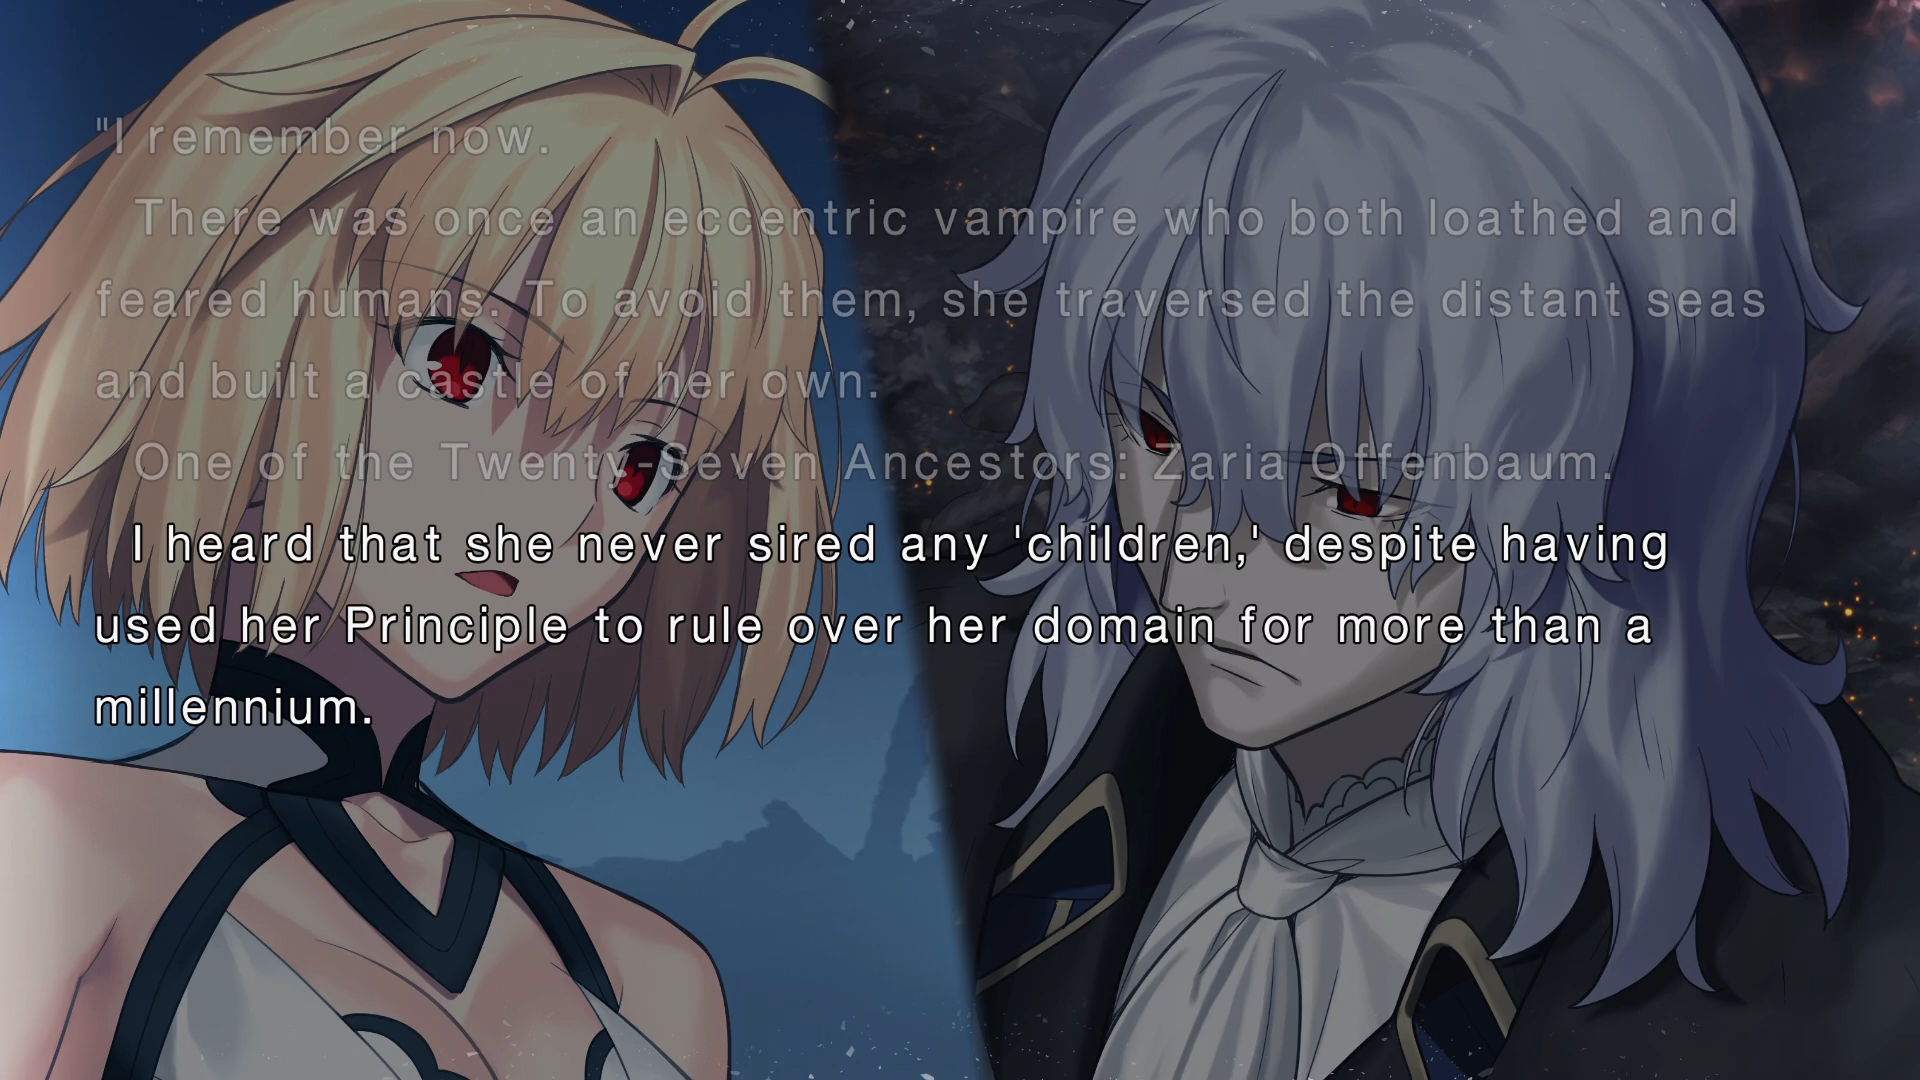 "I remember now.
There was once an eccentric vampire who both loathed and
feared humans. To avoid them, she traversed the distant seas
and built a castle of her own.
One of the Twenty-Seven Ancestors: Zaria Offenbaum.
I heard that she never sired any 'children,' despite having
used her Principle to rule over her domain for more than a
millennium.